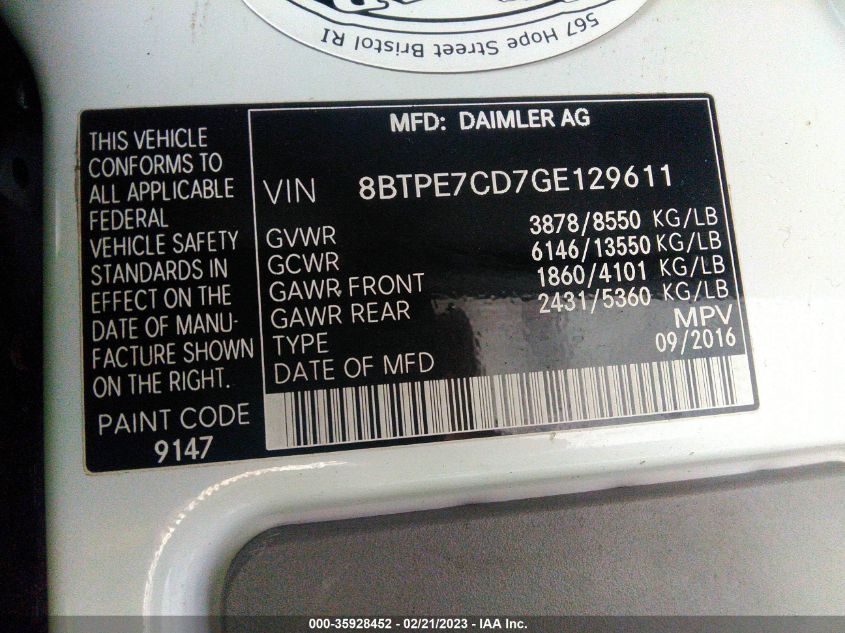 567 Hope Street Bristol RI
MFD: DAIMLER AG
THIS VEHICLE
CONFORMS TO
ALL APPLICABLE
FEDERAL
VEHICLE SAFETY
STANDARDS IN
EFFECT ON THE
DATE OF MANU-
FACTURE SHOWN
ON THE RIGHT.
PAINT CODE
9147
VIN 8BTPE7CD7GE129611
GVWR 3878/8550 KG/LB
GCWR 6146/13550 KG/LB
GAWR FRONT 1860/4101 KG/LB
GAWR REAR 2431/5360 KG/LB
TYPE MPV
DATE OF MFD 09/2016
000-35928452 - 02/21/2023 - IAA Inc.